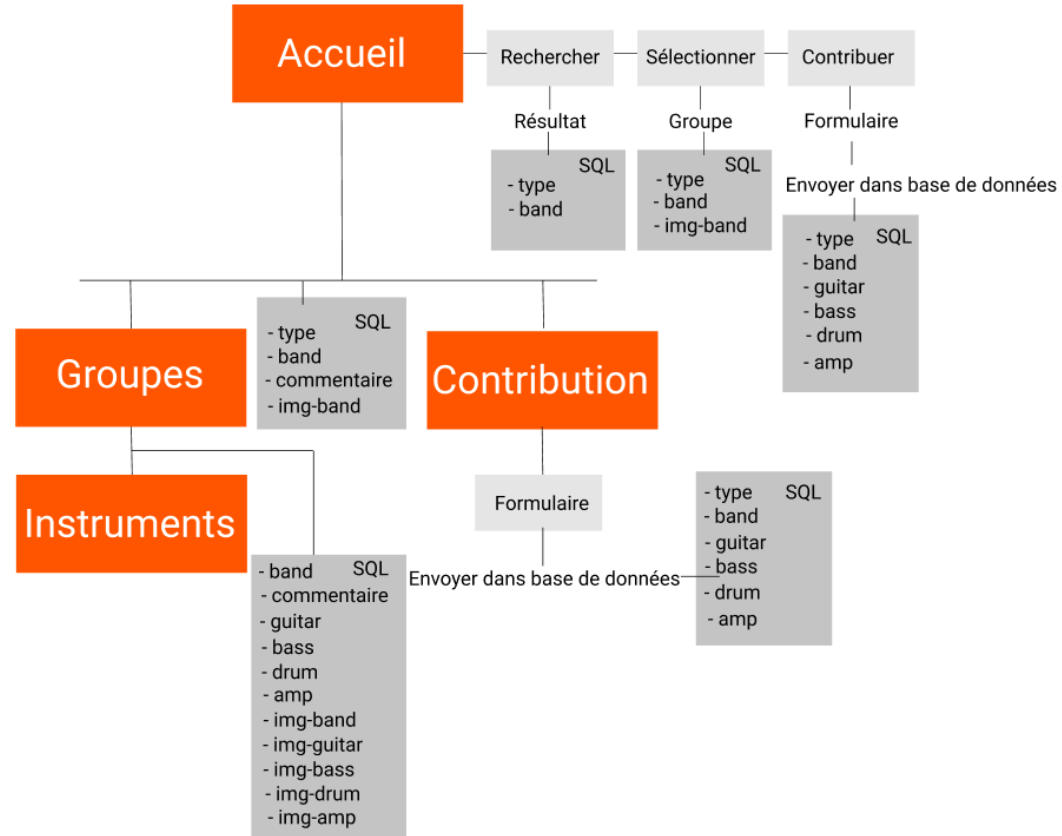 Accueil
Rechercher
Sélectionner
Contribuer
Résultat
Groupe
Formulaire
SQL
- type
- band
SQL
- type
- band
- img-band
Envoyer dans base de données
- type SQL
- band
- guitar
- bass
- drum
- amp
Groupes
SQL
- type
- band
- commentaire
- img-band
Contribution
Instruments
Formulaire
- type SQL
- band
- guitar
- bass
- drum
- amp
Envoyer dans base de données
- band SQL
- commentaire
- guitar
- bass
- drum
- amp
- img-band
- img-guitar
- img-bass
- img-drum
- img-amp